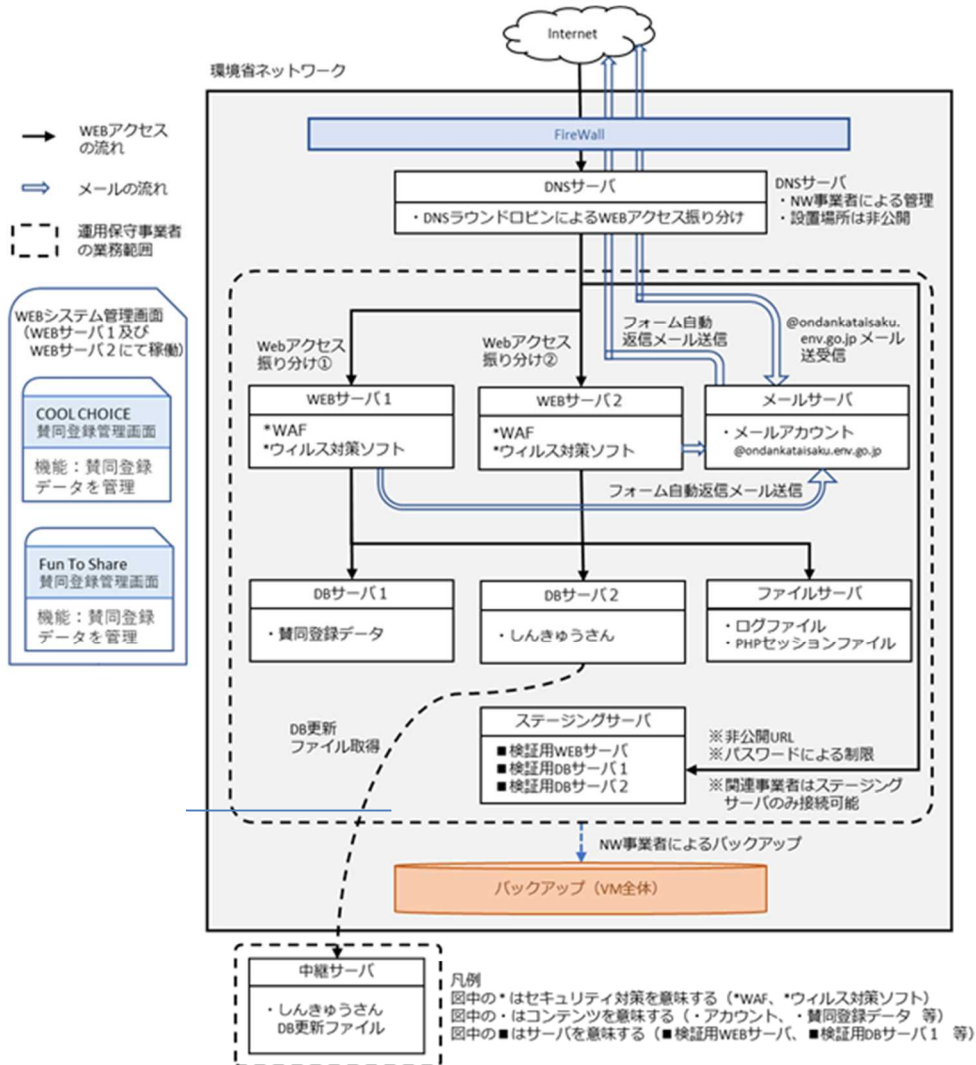 Internet
環境省ネットワーク
WEBアクセス
の流れ
メールの流れ
運用保守事業者
の業務範囲
FireWall
DNSサーバ
・DNSラウンドロビンによるWEBアクセス振り分け
DNSサーバ
・NW事業者による管理
・設置場所は非公開
WEBシステム管理画面
(WEBサーバ1及び
WEBサーバ2にて稼働)
COOL CHOICE
賛同登録管理画面
機能:賛同登録
データを管理
Fun To Share
賛同登録管理画面
機能:賛同登録
データを管理
Webアクセス
振り分け①
Webアクセス
振り分け②
フォーム自動
返信メール送信
@ondankataisaku.
env.go.jp メール
送受信
WEBサーバ1
*WAF
*ウィルス対策ソフト
WEBサーバ2
*WAF
*ウィルス対策ソフト
メールサーバ
・メールアカウント
@ondankataisaku.env.go.jp
フォーム自動返信メール送信
DBサーバ1
・賛同登録データ
DBサーバ2
・しんきゅうさん
ファイルサーバ
・ログファイル
・PHPセッションファイル
DB更新
ファイル取得
ステージングサーバ
■検証用WEBサーバ
■検証用DBサーバ1
■検証用DBサーバ2
※非公開URL
※パスワードによる制限
※関連事業者はステージング
サーバのみ接続可能
NW事業者によるバックアップ
バックアップ(VM全体)
中継サーバ
・しんきゅうさん
DB更新ファイル
凡例
図中の*はセキュリティ対策を意味する(*WAF、*ウィルス対策ソフト)
図中の・はコンテンツを意味する(・アカウント、・賛同登録データ 等)
図中の■はサーバを意味する(■検証用WEBサーバ、■検証用DBサーバ1 等)